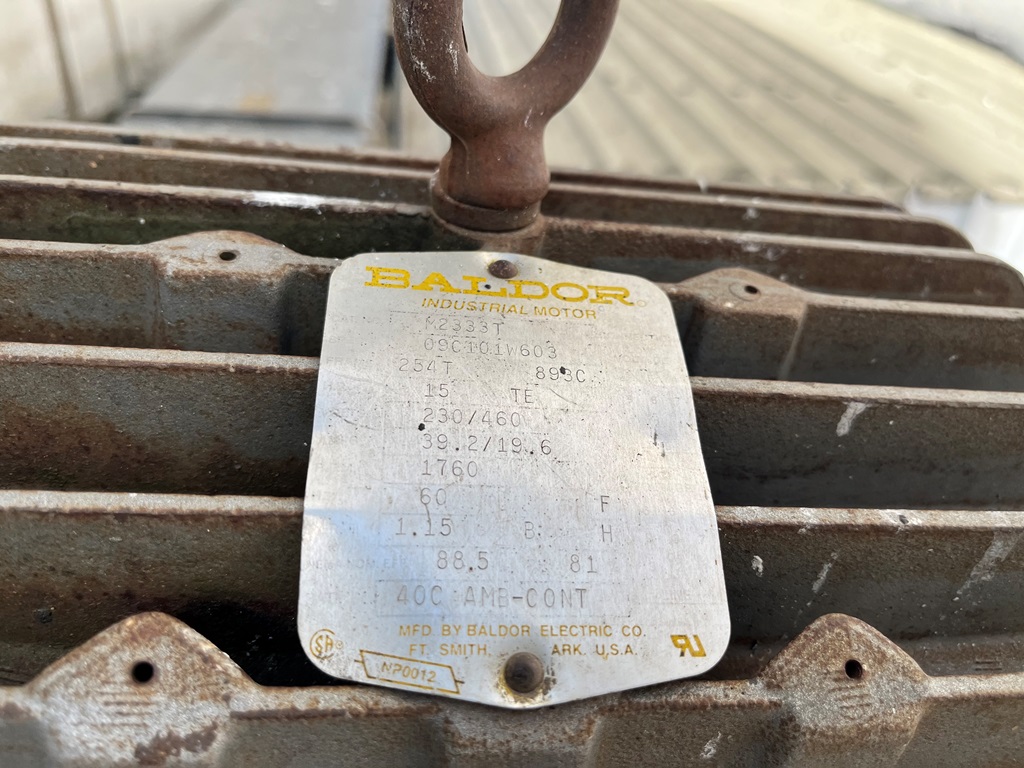 BALDOR
INDUSTRIAL MOTOR
M2333T
09C101W603
254T 893C
15 TE
230/460
39.2/19.6
1760
60 F
1.15 B H
88.5 81
40C AMB-CONT
MFD. BY BALDOR ELECTRIC CO.
FT. SMITH, ARK. U.S.A.
NP0012